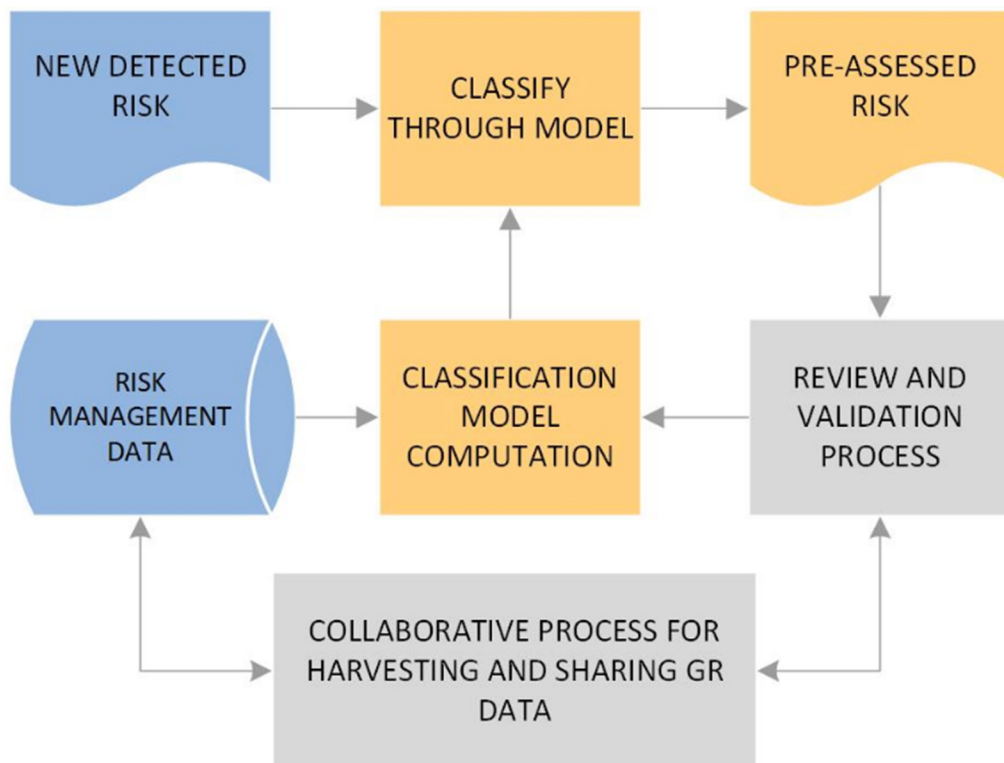 NEW DETECTED
RISK
CLASSIFY
THROUGH MODEL
PRE-ASSESSED
RISK
RISK
MANAGEMENT
DATA
CLASSIFICATION
MODEL
COMPUTATION
REVIEW AND
VALIDATION
PROCESS
COLLABORATIVE PROCESS FOR
HARVESTING AND SHARING GR
DATA